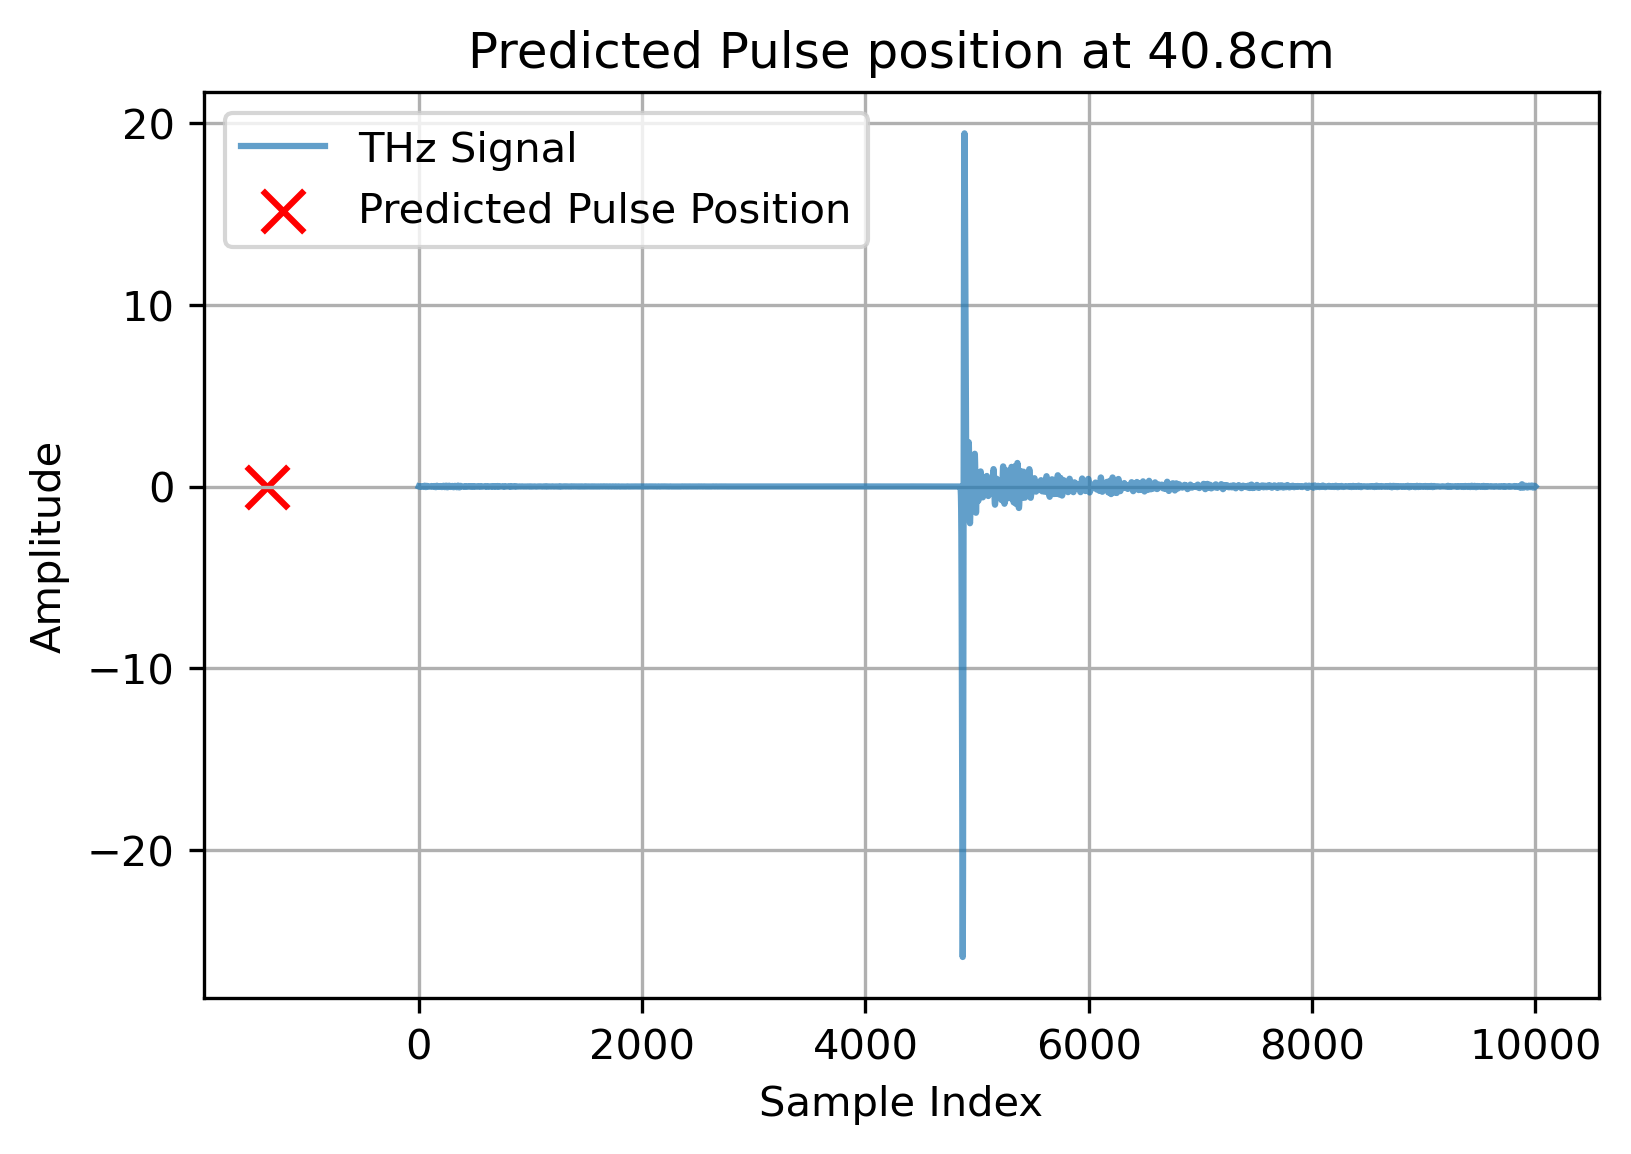 Predicted Pulse position at 40.8cm
THz Signal
Predicted Pulse Position
20
10
0
−10
−20
Amplitude
0 2000 4000 6000 8000 10000
Sample Index